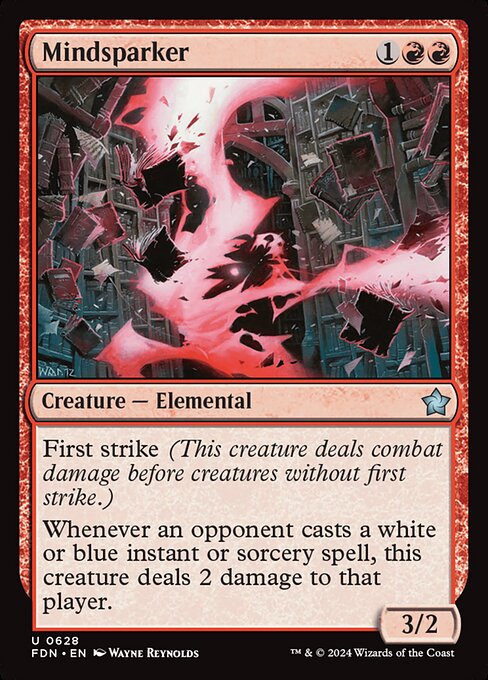 Mindsparker 1
WADTZ
Creature — Elemental
First strike (This creature deals combat
damage before creatures without first
strike.)
Whenever an opponent casts a white
or blue instant or sorcery spell, this
creature deals 2 damage to that
player.
3/2
U 0628
FDN • EN Wayne Reynolds
™ & © 2024 Wizards of the Coast